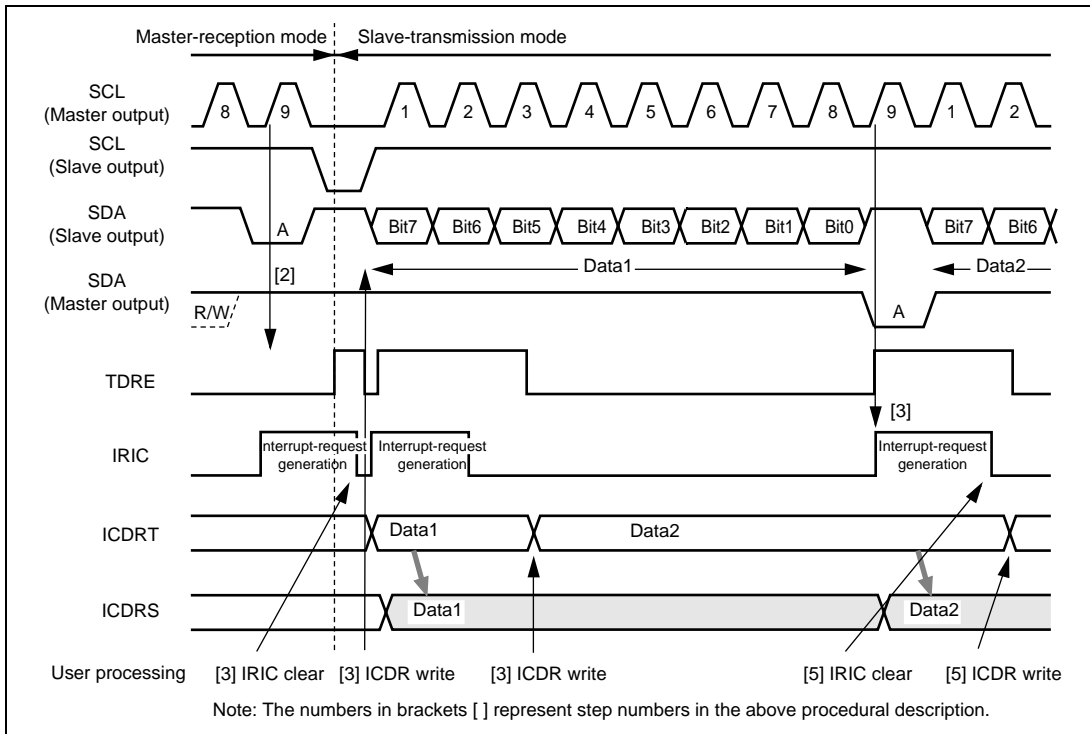 Master-reception mode Slave-transmission mode
SCL
(Master output)
8 9 1 2 3 4 5 6 7 8 9 1 2
SCL
(Slave output)
SDA
(Slave output)
A Bit7 Bit6 Bit5 Bit4 Bit3 Bit2 Bit1 Bit0 Bit7 Bit6
Data1 Data2
SDA
(Master output)
[2]
R/W
A
TDRE
[3]
IRIC
nterrupt-request
generation
Interrupt-request
generation
Interrupt-request
generation
ICDRT
Data1 Data2
ICDRS
Data1 Data2
User processing [3] IRIC clear [3] ICDR write [3] ICDR write [5] IRIC clear [5] ICDR write
Note: The numbers in brackets [ ] represent step numbers in the above procedural description.